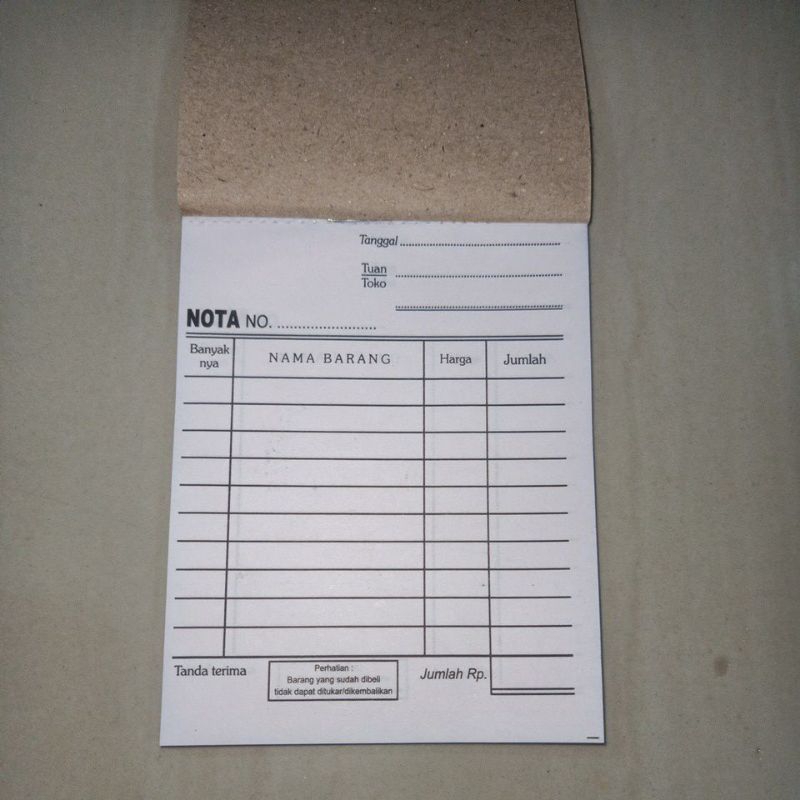 Tanggal
Tuan
Toko
NOTA NO.
Banyak nya NAMA BARANG Harga Jumlah
Tanda terima
Perhatian :
Barang yang sudah dibeli
tidak dapat ditukar/dikembalikan
Jumlah Rp.